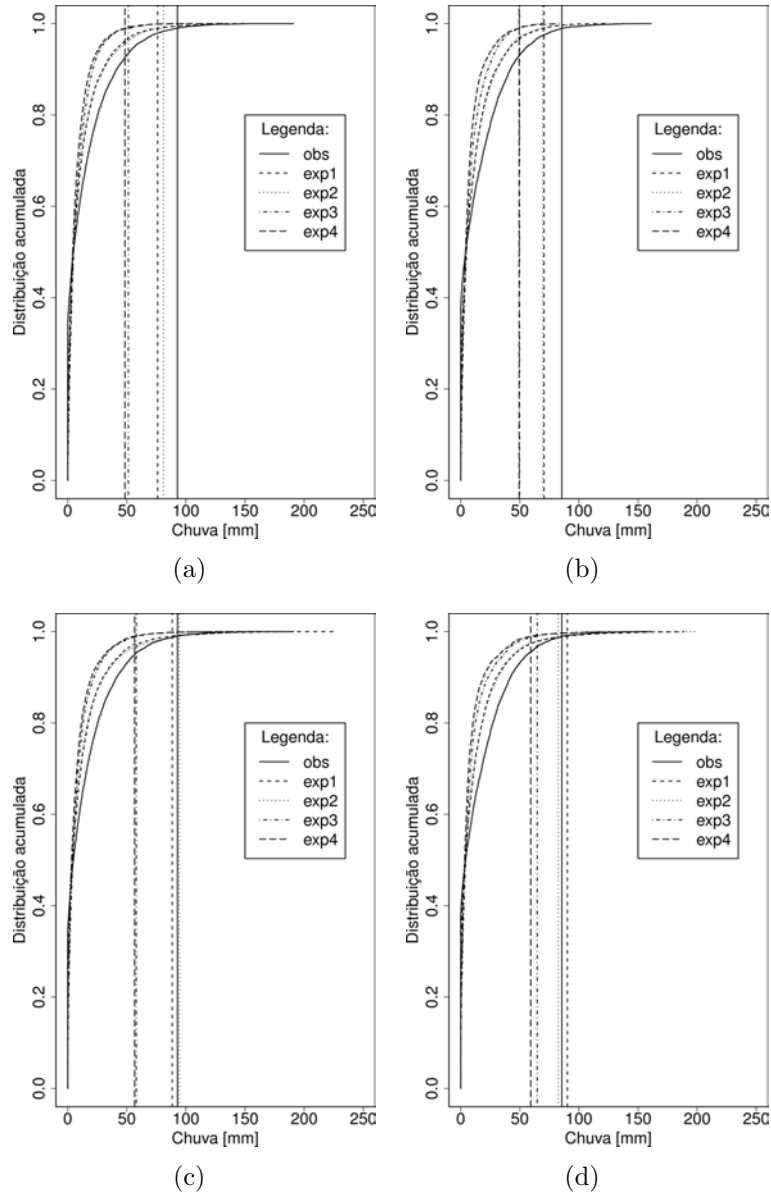 Distribuição acumulada
0.0 0.2 0.4 0.6 0.8 1.0
Legenda:
obs
exp1
exp2
exp3
exp4
0 50 100 150 200 250
Chuva [mm]
(a)
Distribuição acumulada
0.0 0.2 0.4 0.6 0.8 1.0
Legenda:
obs
exp1
exp2
exp3
exp4
0 50 100 150 200 250
Chuva [mm]
(b)
Distribuição acumulada
0.0 0.2 0.4 0.6 0.8 1.0
Legenda:
obs
exp1
exp2
exp3
exp4
0 50 100 150 200 250
Chuva [mm]
(c)
Distribuição acumulada
0.0 0.2 0.4 0.6 0.8 1.0
Legenda:
obs
exp1
exp2
exp3
exp4
0 50 100 150 200 250
Chuva [mm]
(d)